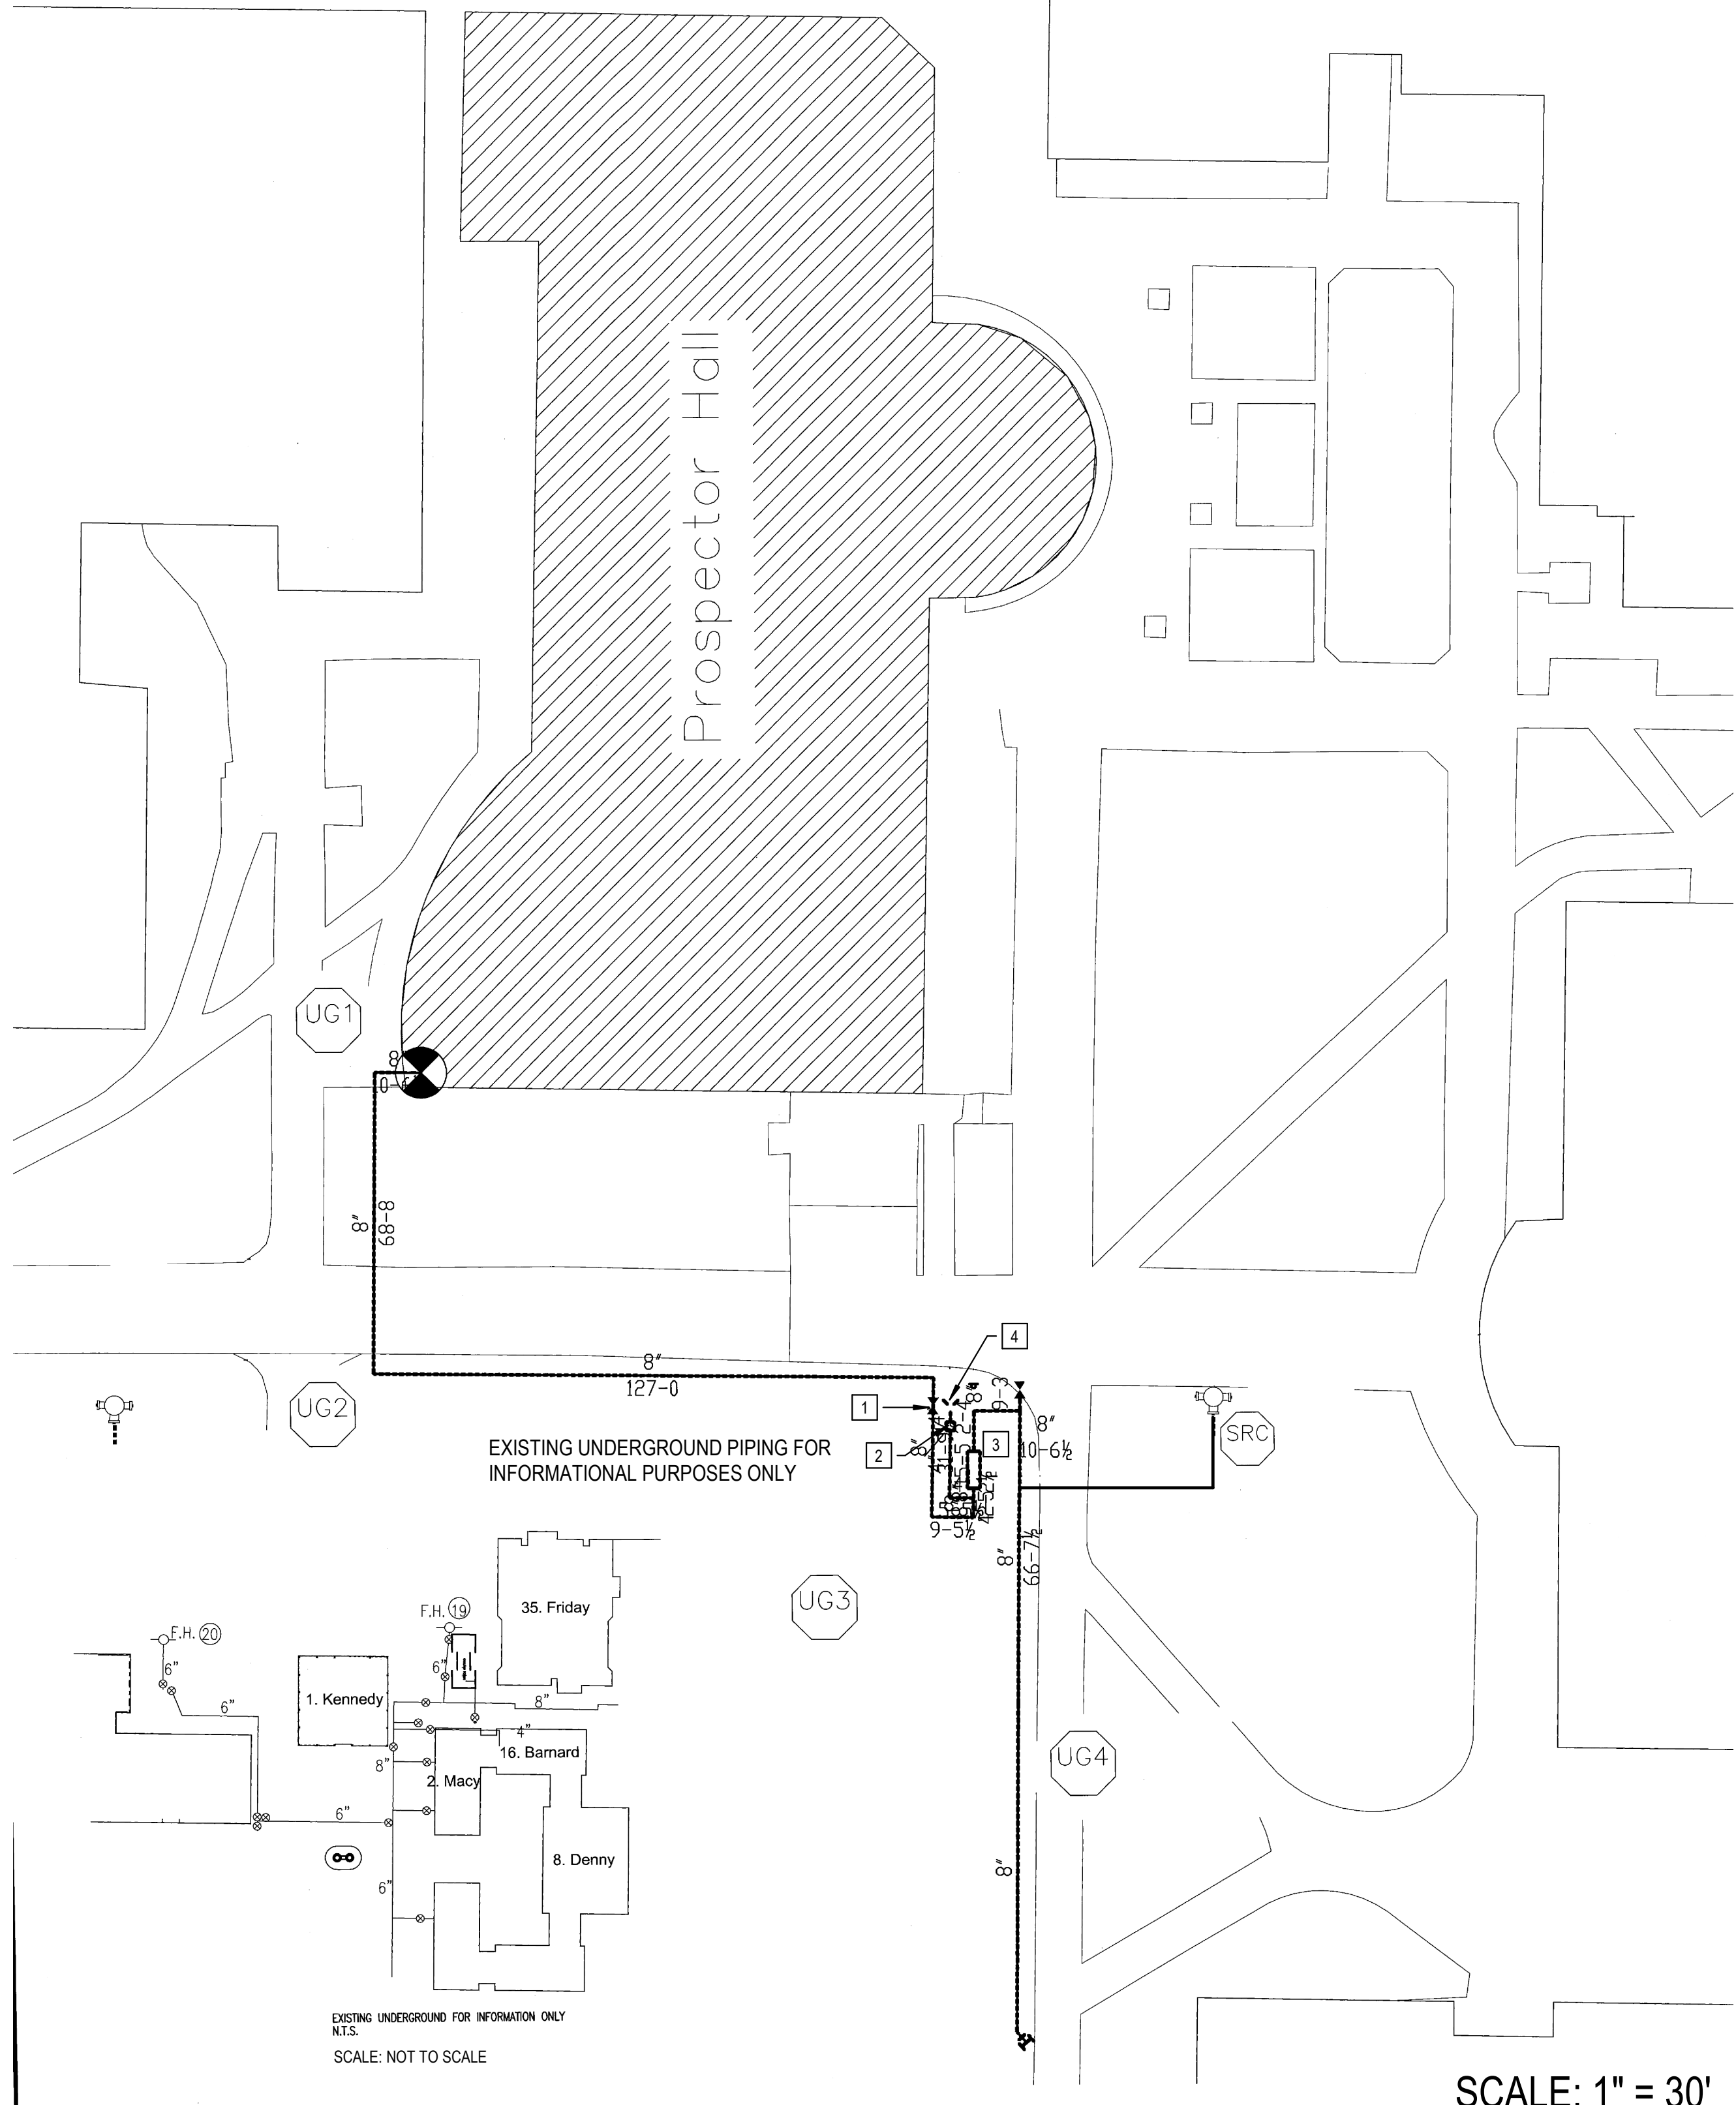 Prospector Hall
UG1
8
8"
68-8
8"
127-0
UG2
4
1
2
3
8"
9-3
8"
10-6½
SRC
EXISTING UNDERGROUND PIPING FOR
INFORMATIONAL PURPOSES ONLY
8"
9-5½
8"
66-7½
UG3
UG4
8"
35. Friday
F.H. 19
F.H. 20
6"
6"
6"
1. Kennedy
8"
4"
16. Barnard
8"
2. Macy
6"
8. Denny
6"
EXISTING UNDERGROUND FOR INFORMATION ONLY
N.T.S.
SCALE: NOT TO SCALE
SCALE: 1" = 30'